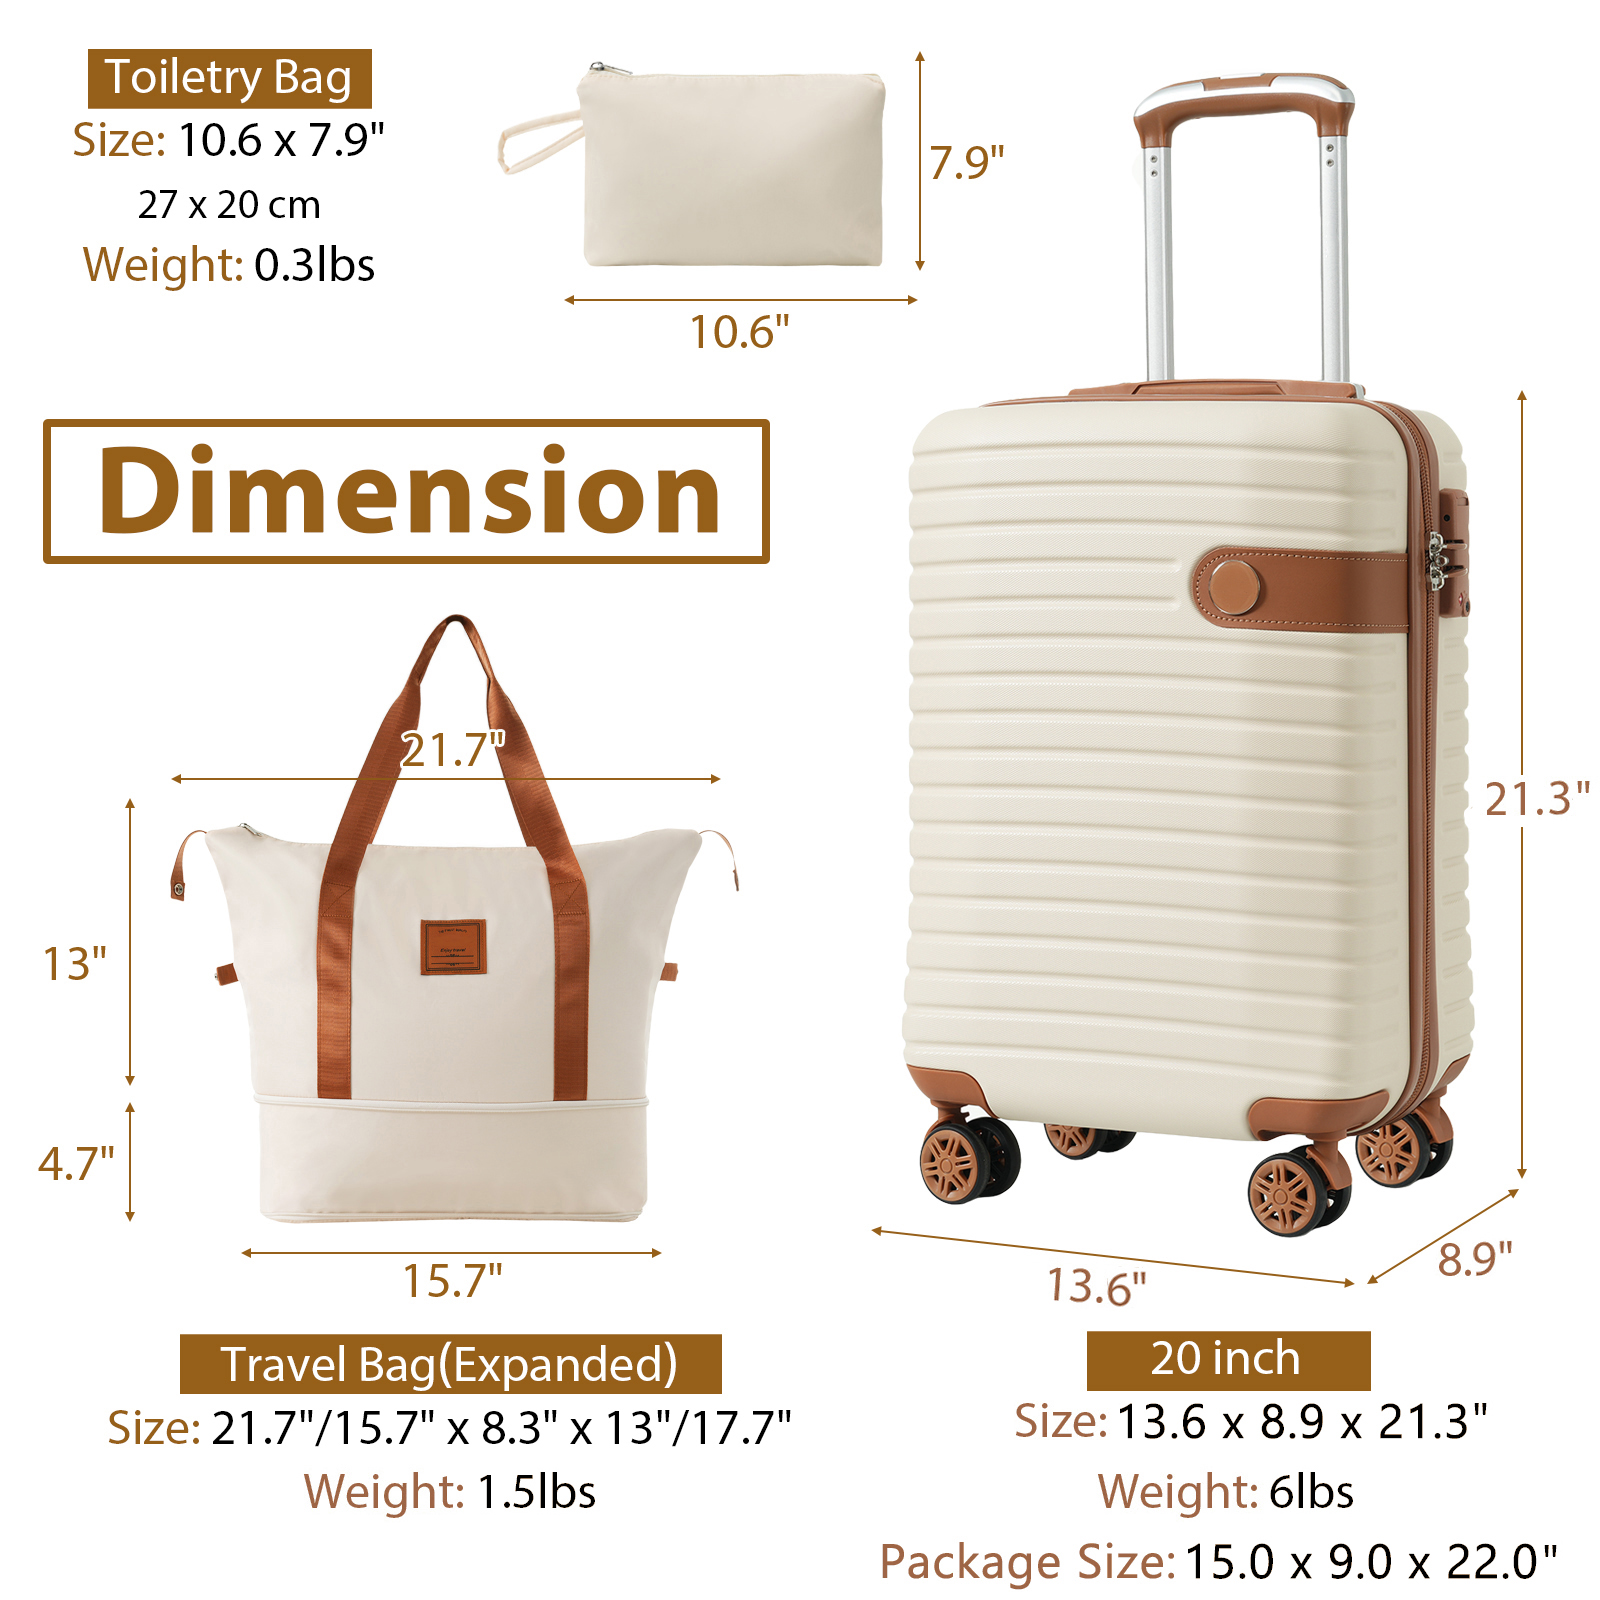 Toiletry Bag
Size: 10.6 x 7.9"
27 x 20 cm
Weight: 0.3lbs
7.9"
10.6"
Dimension
21.7"
13"
4.7"
15.7"
21.3"
13.6"
8.9"
Travel Bag(Expanded)
Size: 21.7"/15.7" x 8.3" x 13"/17.7"
Weight: 1.5lbs
20 inch
Size: 13.6 x 8.9 x 21.3"
Weight: 6lbs
Package Size: 15.0 x 9.0 x 22.0"